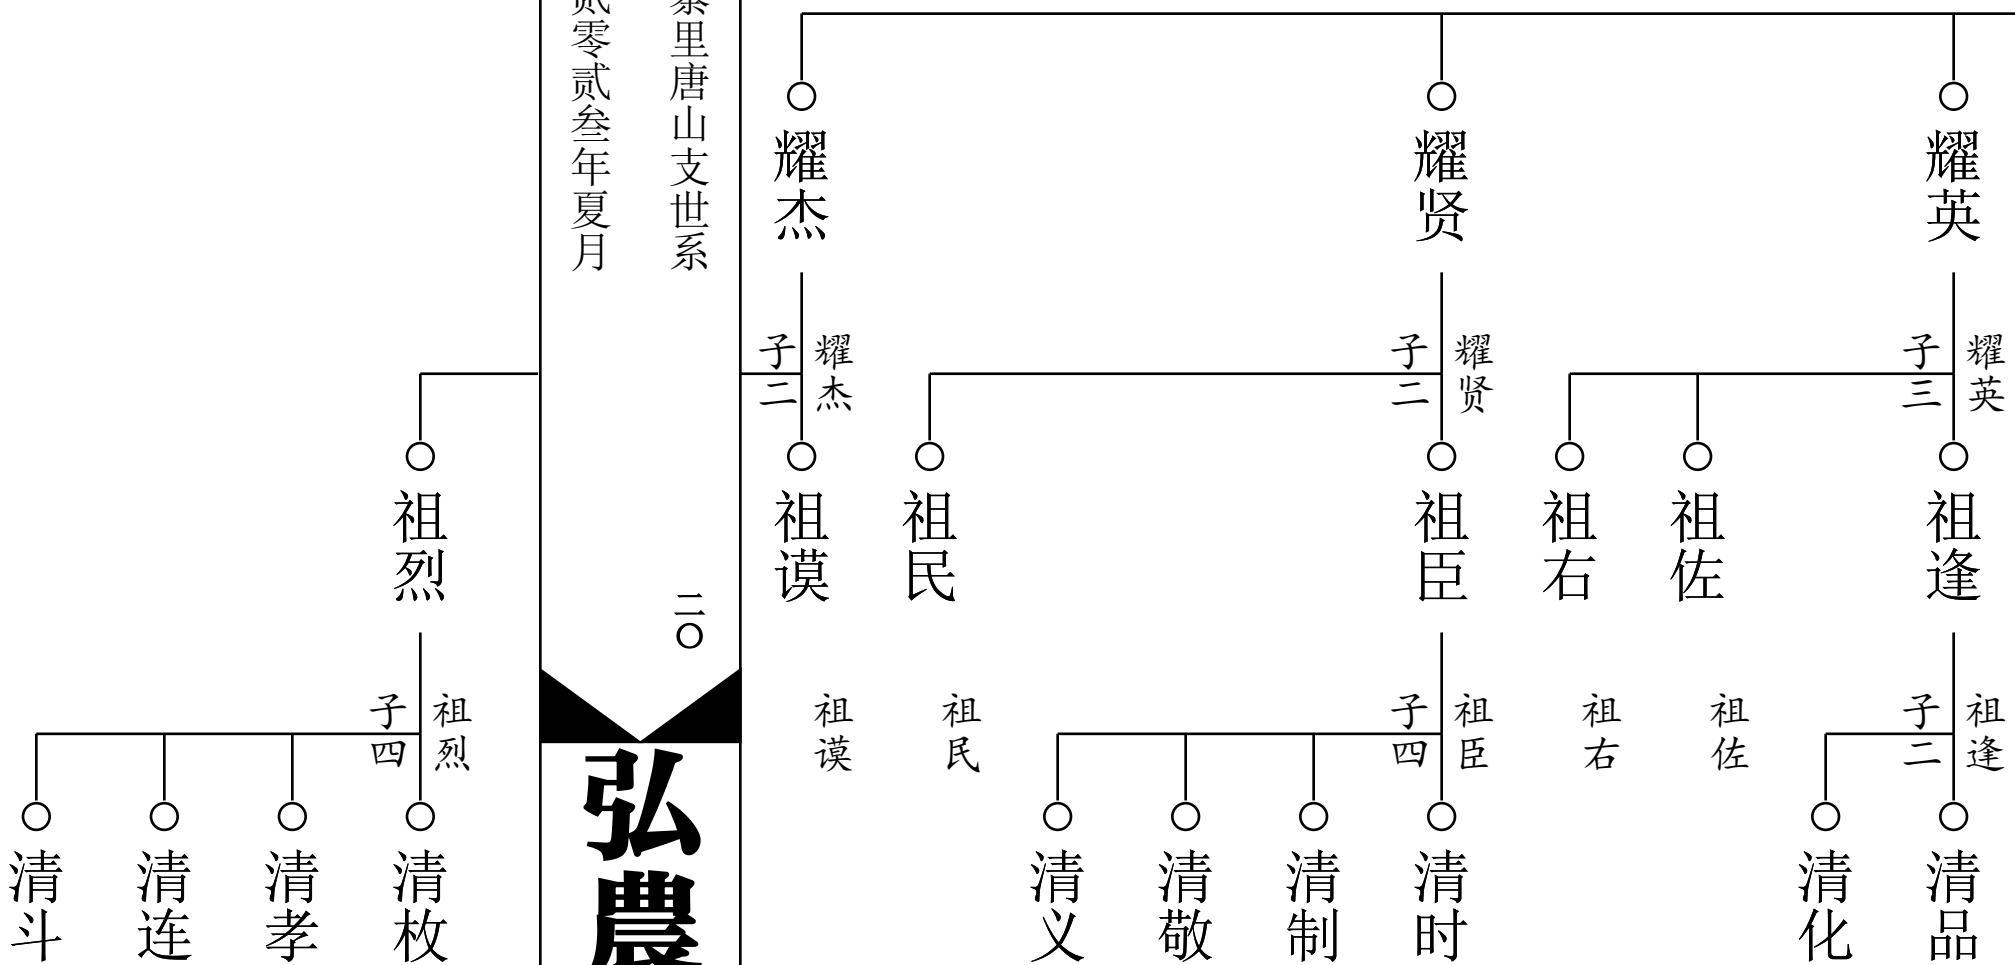 耀英
耀贤
耀杰
耀英
子三
耀贤
子二
耀杰
子二
祖逢
祖佐
祖右
祖臣
祖民
祖谟
祖烈
祖逢
子二
祖佐
祖右
祖臣
子四
祖民
祖谟
祖烈
子四
清品
清化
清时
清制
清敬
清义
清枚
清孝
清连
清斗
里唐山支世系
二〇
贰零贰叁年夏月
弘農